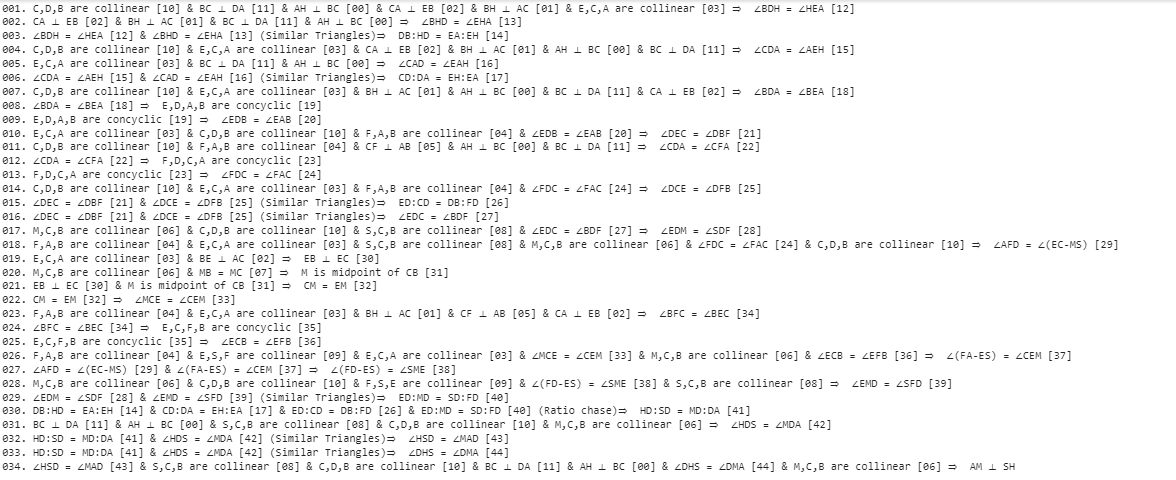 001. C,D,B are collinear [10] & BC ⊥ DA [11] & AH ⊥ BC [00] & CA ⊥ EB [02] & BH ⊥ AC [01] & E,C,A are collinear [03] ⇒ ∠BDH = ∠HEA [12]
002. CA ⊥ EB [02] & BH ⊥ AC [01] & BC ⊥ DA [11] & AH ⊥ BC [00] ⇒ ∠BHD = ∠EHA [13]
003. ∠BDH = ∠HEA [12] & ∠BHD = ∠EHA [13] (Similar Triangles)⇒ DB:HD = EA:EH [14]
004. C,D,B are collinear [10] & E,C,A are collinear [03] & CA ⊥ EB [02] & BH ⊥ AC [01] & AH ⊥ BC [00] & BC ⊥ DA [11] ⇒ ∠CDA = ∠AEH [15]
005. E,C,A are collinear [03] & BC ⊥ DA [11] & AH ⊥ BC [00] ⇒ ∠CAD = ∠EAH [16]
006. ∠CDA = ∠AEH [15] & ∠CAD = ∠EAH [16] (Similar Triangles)⇒ CD:DA = EH:EA [17]
007. C,D,B are collinear [10] & E,C,A are collinear [03] & BH ⊥ AC [01] & AH ⊥ BC [00] & BC ⊥ DA [11] & CA ⊥ EB [02] ⇒ ∠BDA = ∠BEA [18]
008. ∠BDA = ∠BEA [18] ⇒ E,D,A,B are concyclic [19]
009. E,D,A,B are concyclic [19] ⇒ ∠EDB = ∠EAB [20]
010. E,C,A are collinear [03] & C,D,B are collinear [10] & F,A,B are collinear [04] & ∠EDB = ∠EAB [20] ⇒ ∠DEC = ∠DBF [21]
011. C,D,B are collinear [10] & F,A,B are collinear [04] & CF ⊥ AB [05] & AH ⊥ BC [00] & BC ⊥ DA [11] ⇒ ∠CDA = ∠CFA [22]
012. ∠CDA = ∠CFA [22] ⇒ F,D,C,A are concyclic [23]
013. F,D,C,A are concyclic [23] ⇒ ∠FDC = ∠FAC [24]
014. C,D,B are collinear [10] & E,C,A are collinear [03] & F,A,B are collinear [04] & ∠FDC = ∠FAC [24] ⇒ ∠DCE = ∠DFB [25]
015. ∠DEC = ∠DBF [21] & ∠DCE = ∠DFB [25] (Similar Triangles)⇒ ED:CD = DB:FD [26]
016. ∠DEC = ∠DBF [21] & ∠DCE = ∠DFB [25] (Similar Triangles)⇒ ∠EDC = ∠BDF [27]
017. M,C,B are collinear [06] & C,D,B are collinear [10] & S,C,B are collinear [08] & ∠EDC = ∠BDF [27] ⇒ ∠EDM = ∠SDF [28]
018. F,A,B are collinear [04] & E,C,A are collinear [03] & S,C,B are collinear [08] & M,C,B are collinear [06] & ∠FDC = ∠FAC [24] & C,D,B are collinear [10] ⇒ ∠AFD = ∠(EC-MS) [29]
019. E,C,A are collinear [03] & BE ⊥ AC [02] ⇒ EB ⊥ EC [30]
020. M,C,B are collinear [06] & MB = MC [07] ⇒ M is midpoint of CB [31]
021. EB ⊥ EC [30] & M is midpoint of CB [31] ⇒ CM = EM [32]
022. CM = EM [32] ⇒ ∠MCE = ∠CEM [33]
023. F,A,B are collinear [04] & E,C,A are collinear [03] & BH ⊥ AC [01] & CF ⊥ AB [05] & CA ⊥ EB [02] ⇒ ∠BFC = ∠BEC [34]
024. ∠BFC = ∠BEC [34] ⇒ E,C,F,B are concyclic [35]
025. E,C,F,B are concyclic [35] ⇒ ∠ECB = ∠EFB [36]
026. F,A,B are collinear [04] & E,S,F are collinear [09] & E,C,A are collinear [03] & ∠MCE = ∠CEM [33] & M,C,B are collinear [06] & ∠ECB = ∠EFB [36] ⇒ ∠(FA-ES) = ∠CEM [37]
027. ∠AFD = ∠(EC-MS) [29] & ∠(FA-ES) = ∠CEM [37] ⇒ ∠(FD-ES) = ∠SME [38]
028. M,C,B are collinear [06] & C,D,B are collinear [10] & F,S,E are collinear [09] & ∠(FD-ES) = ∠SME [38] & S,C,B are collinear [08] ⇒ ∠EMD = ∠SFD [39]
029. ∠EDM = ∠SDF [28] & ∠EMD = ∠SFD [39] (Similar Triangles)⇒ ED:MD = SD:FD [40]
030. DB:HD = EA:EH [14] & CD:DA = EH:EA [17] & ED:CD = DB:FD [26] & ED:MD = SD:FD [40] (Ratio chase)⇒ HD:SD = MD:DA [41]
031. BC ⊥ DA [11] & AH ⊥ BC [00] & S,C,B are collinear [08] & C,D,B are collinear [10] & M,C,B are collinear [06] ⇒ ∠HDS = ∠MDA [42]
032. HD:SD = MD:DA [41] & ∠HDS = ∠MDA [42] (Similar Triangles)⇒ ∠HSD = ∠MAD [43]
033. HD:SD = MD:DA [41] & ∠HDS = ∠MDA [42] (Similar Triangles)⇒ ∠DHS = ∠DMA [44]
034. ∠HSD = ∠MAD [43] & S,C,B are collinear [08] & C,D,B are collinear [10] & BC ⊥ DA [11] & AH ⊥ BC [00] & ∠DHS = ∠DMA [44] & M,C,B are collinear [06] ⇒ AM ⊥ SH